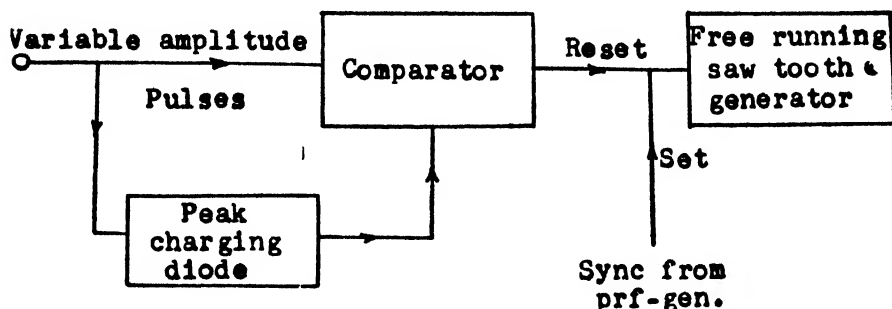 Variable amplitude
Pulses
Comparator
Reset
Free running
saw tooth
generator
Set
Peak
charging
diode
Sync from
prf-gen.